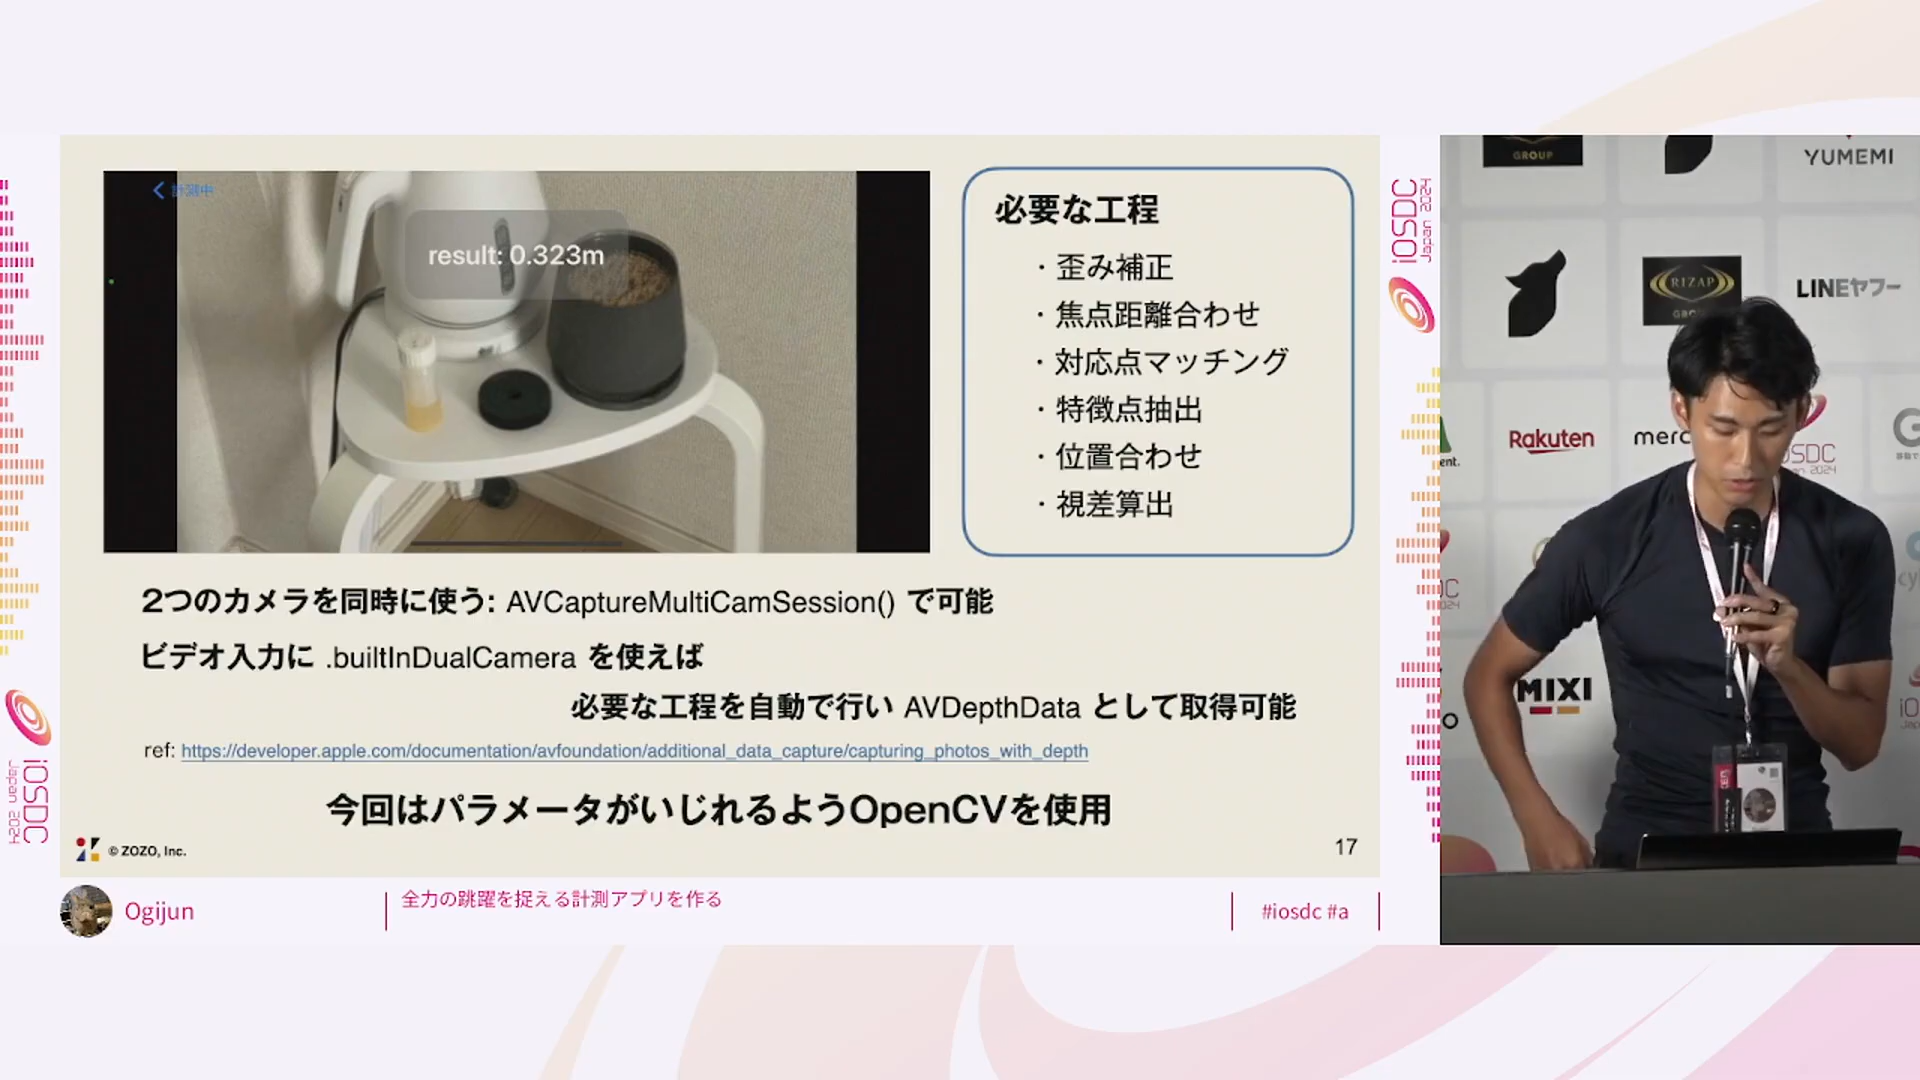 計測中
result: 0.323m
必要な工程
・歪み補正
・焦点距離合わせ
・対応点マッチング
・特徴点抽出
・位置合わせ
・視差算出
2つのカメラを同時に使う: AVCaptureMultiCamSession() で可能
ビデオ入力に .builtInDualCamera を使えば
必要な工程を自動で行い AVDepthData として取得可能
ref: https://developer.apple.com/documentation/avfoundation/additional_data_capture/capturing_photos_with_depth
今回はパラメータがいじれるようOpenCVを使用
© ZOZO, Inc.
17
iOSDC
Japan 2024
iOSDC
Japan 2024
Ogijun
全力の跳躍を捉える計測アプリを作る
#iosdc #a
GROUP
YUMEMI
RIZAP
LINEヤフー
Rakuten
merc
MIXI